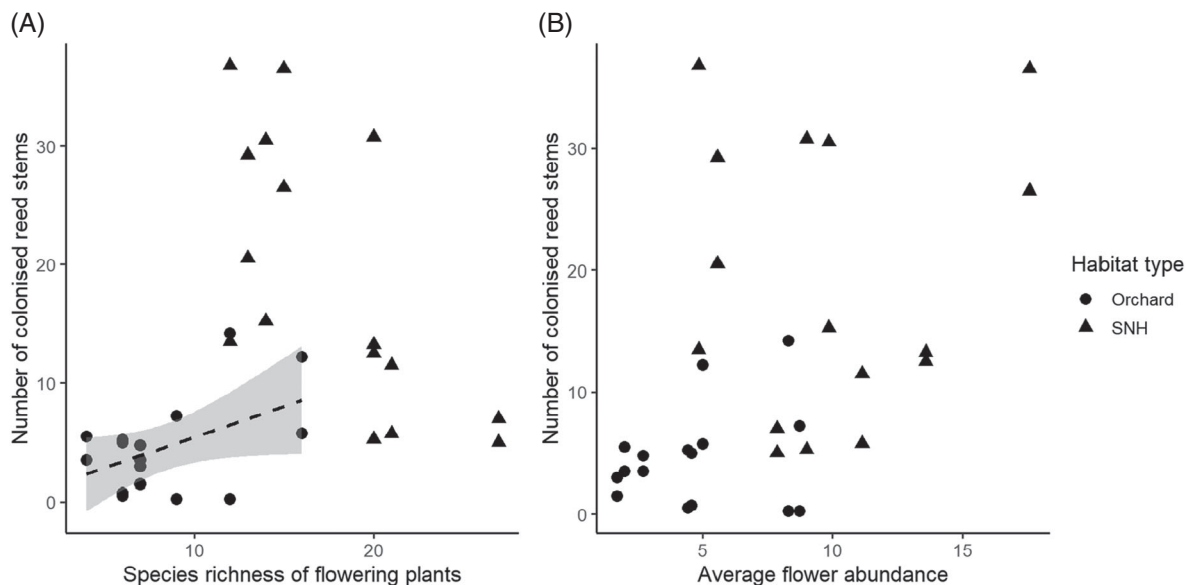 (A)
Number of colonised reed stems
30
20
10
0
10 20
Species richness of flowering plants
(B)
Number of colonised reed stems
30
20
10
0
5 10 15
Average flower abundance
Habitat type
Orchard
SNH